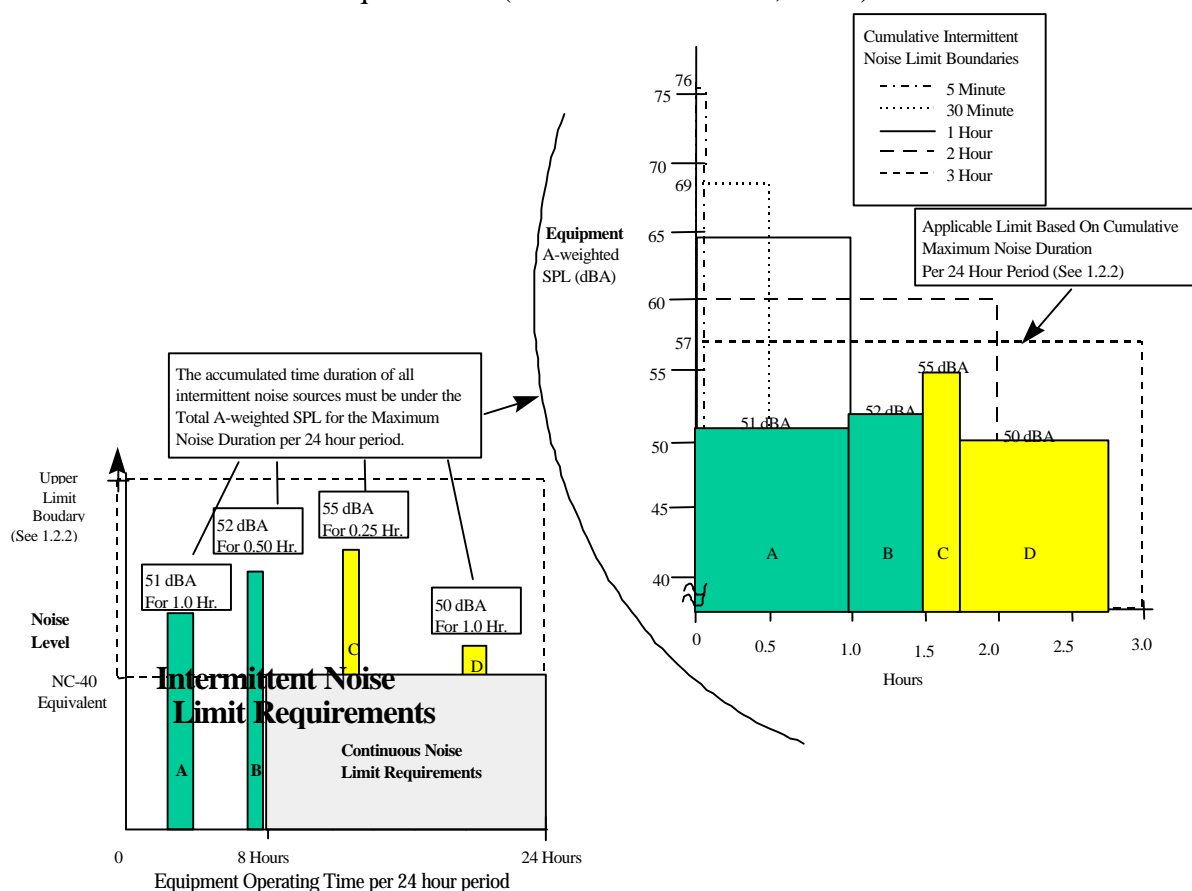 Cumulative Intermittent
Noise Limit Boundaries
5 Minute
30 Minute
1 Hour
2 Hour
3 Hour
76
75
70
69
65
60
57
55
50
45
40
Equipment
A-weighted
SPL (dBA)
Applicable Limit Based On Cumulative
Maximum Noise Duration
Per 24 Hour Period (See 1.2.2)
51 dBA
52 dBA
55 dBA
50 dBA
A
B
C
D
0
0.5
1.0
1.5
2.0
2.5
3.0
Hours
The accumulated time duration of all
intermittent noise sources must be under the
Total A-weighted SPL for the Maximum
Noise Duration per 24 hour period.
Upper
Limit
Boudary
(See 1.2.2)
Noise
Level
NC-40
Equivalent
51 dBA
For 1.0 Hr.
52 dBA
For 0.50 Hr.
55 dBA
For 0.25 Hr.
50 dBA
For 1.0 Hr.
C
D
Intermittent Noise
Limit Requirements
Continuous Noise
Limit Requirements
A
B
0
8 Hours
24 Hours
Equipment Operating Time per 24 hour period